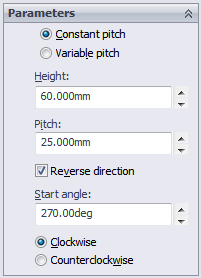 Parameters
Constant pitch
Variable pitch
Height:
60.000mm
Pitch:
25.000mm
Reverse direction
Start angle:
270.00deg
Clockwise
Counterclockwise